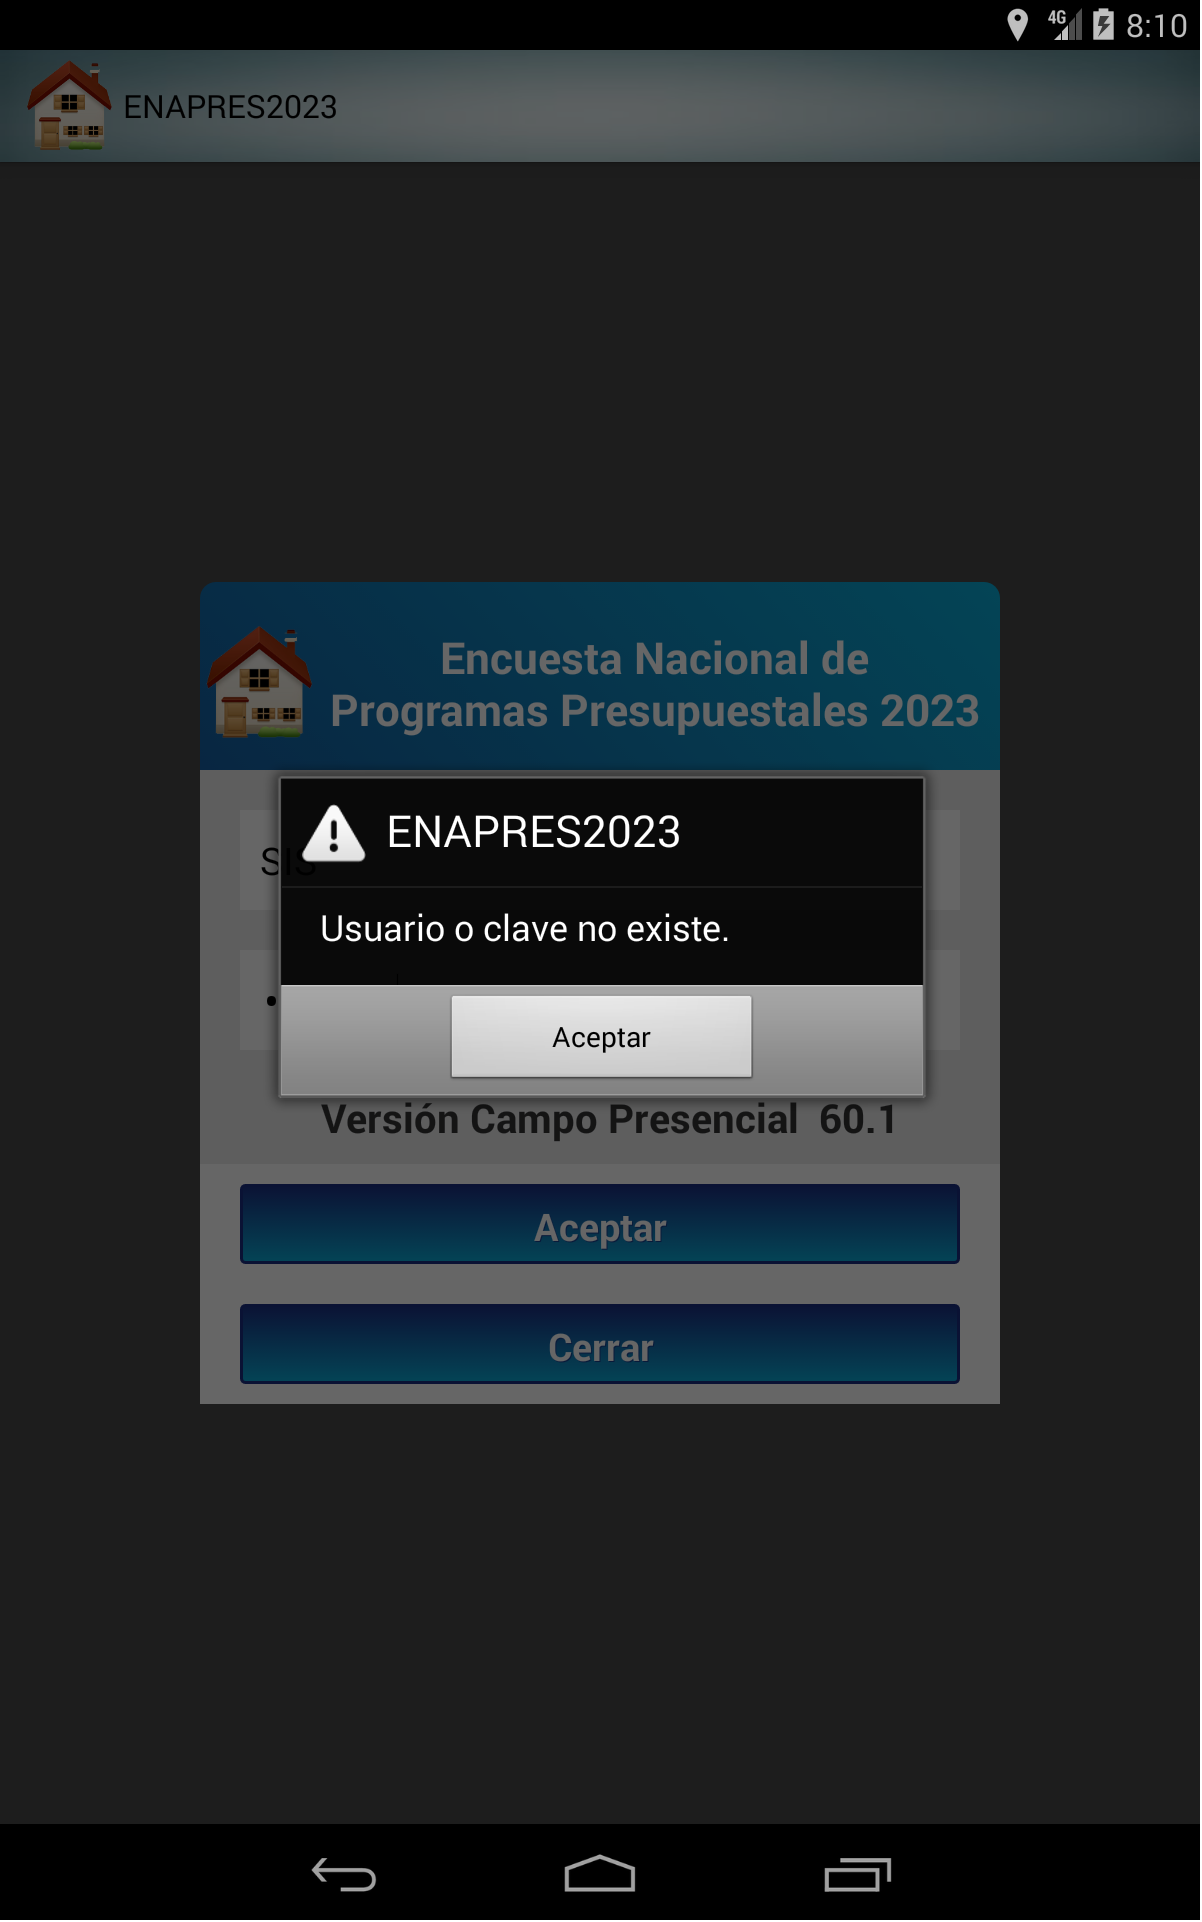 4G 8:10
ENAPRES2023
Encuesta Nacional de
Programas Presupuestales 2023
ENAPRES2023
SIS
Usuario o clave no existe.
Aceptar
Versión Campo Presencial 60.1
Aceptar
Cerrar